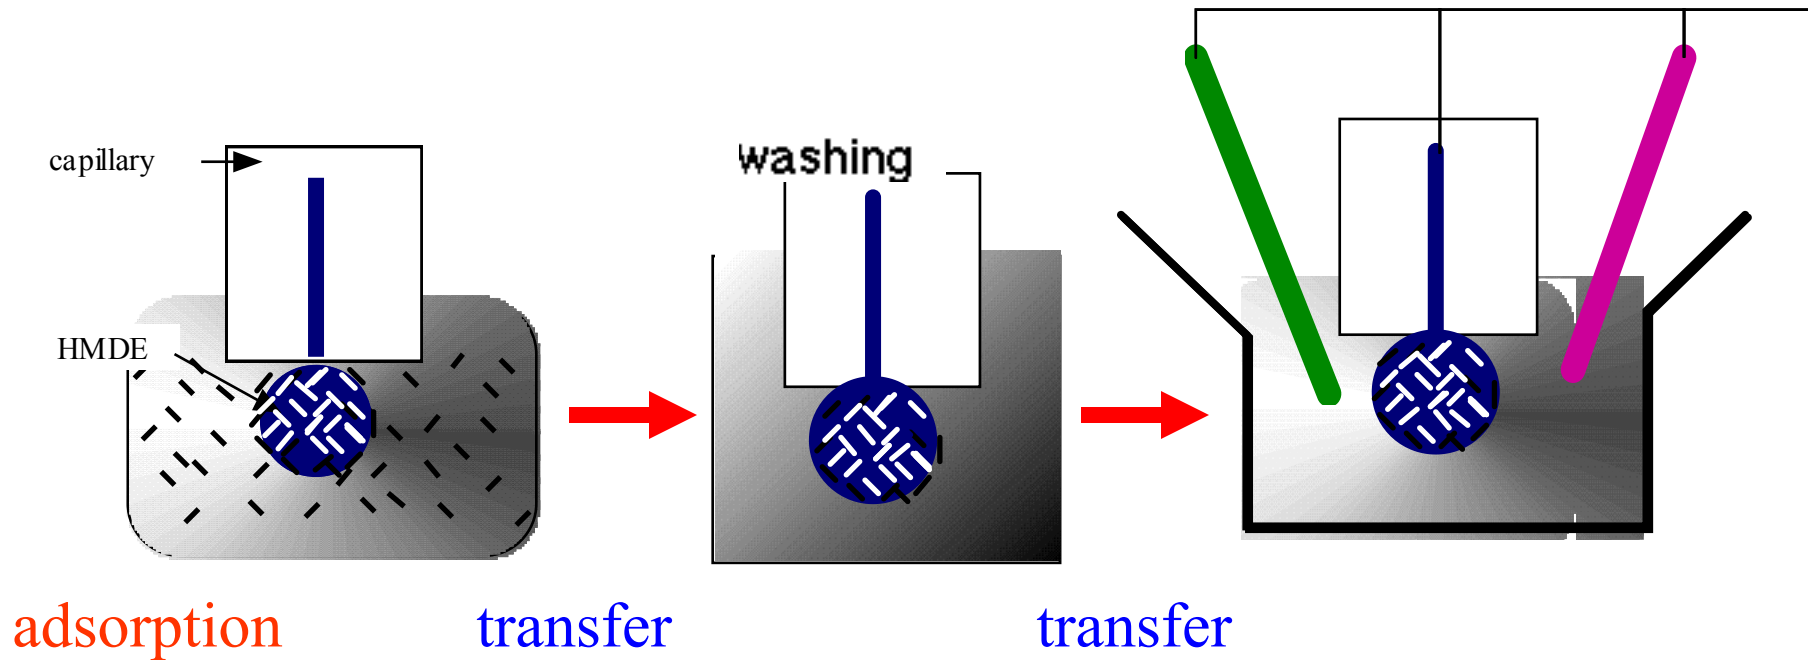 washing
capillary
HMDE
adsorption
transfer
transfer